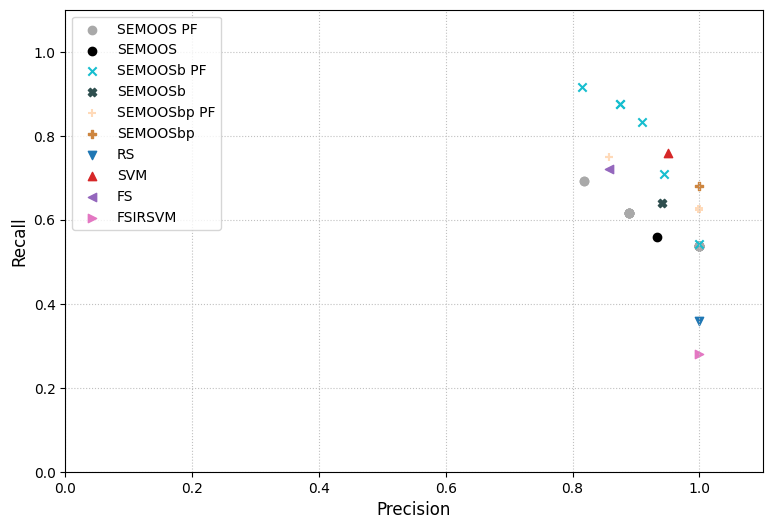 SEMOOS PF
SEMOOS
SEMOOSb PF
SEMOOSb
SEMOOSbp PF
SEMOOSbp
RS
SVM
FS
FSIRSVM
1.0
0.8
0.6
0.4
0.2
0.0
Recall
0.0 0.2 0.4 0.6 0.8 1.0
Precision